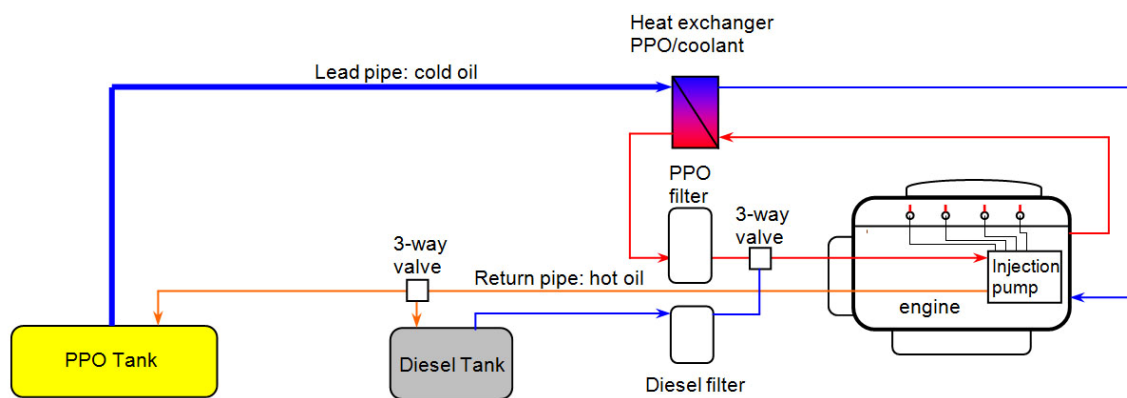 Heat exchanger
PPO/coolant
Lead pipe: cold oil
PPO
filter
3-way
valve
3-way
valve
Return pipe: hot oil
Injection
pump
engine
PPO Tank
Diesel Tank
Diesel filter